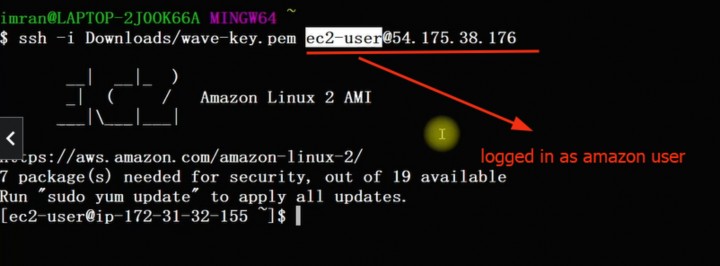 imran@LAPTOP-2JOOK66A MINGW64 ~
$ ssh -i Downloads/wave-key.pem ec2-user@54.175.38.176
__|  __|_  )
_|  (     /   Amazon Linux 2 AMI
___|\___|___|
https://aws.amazon.com/amazon-linux-2/
logged in as amazon user
7 package(s) needed for security, out of 19 available
Run "sudo yum update" to apply all updates.
[ec2-user@ip-172-31-32-155 ~]$